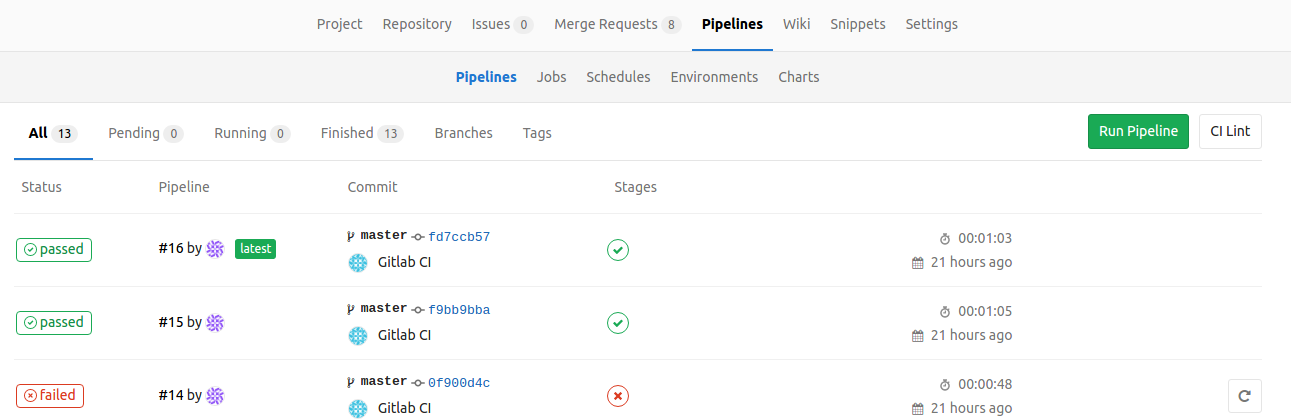 Project Repository Issues 0 Merge Requests 8 Pipelines Wiki Snippets Settings
Pipelines Jobs Schedules Environments Charts
All 13 Pending 0 Running 0 Finished 13 Branches Tags Run Pipeline CI Lint
Status Pipeline Commit Stages
passed #16 by latest master fd7ccb57 00:01:03
Gitlab CI 21 hours ago
passed #15 by master f9bb9bba 00:01:05
Gitlab CI 21 hours ago
failed #14 by master 0f900d4c 00:00:48
Gitlab CI 21 hours ago